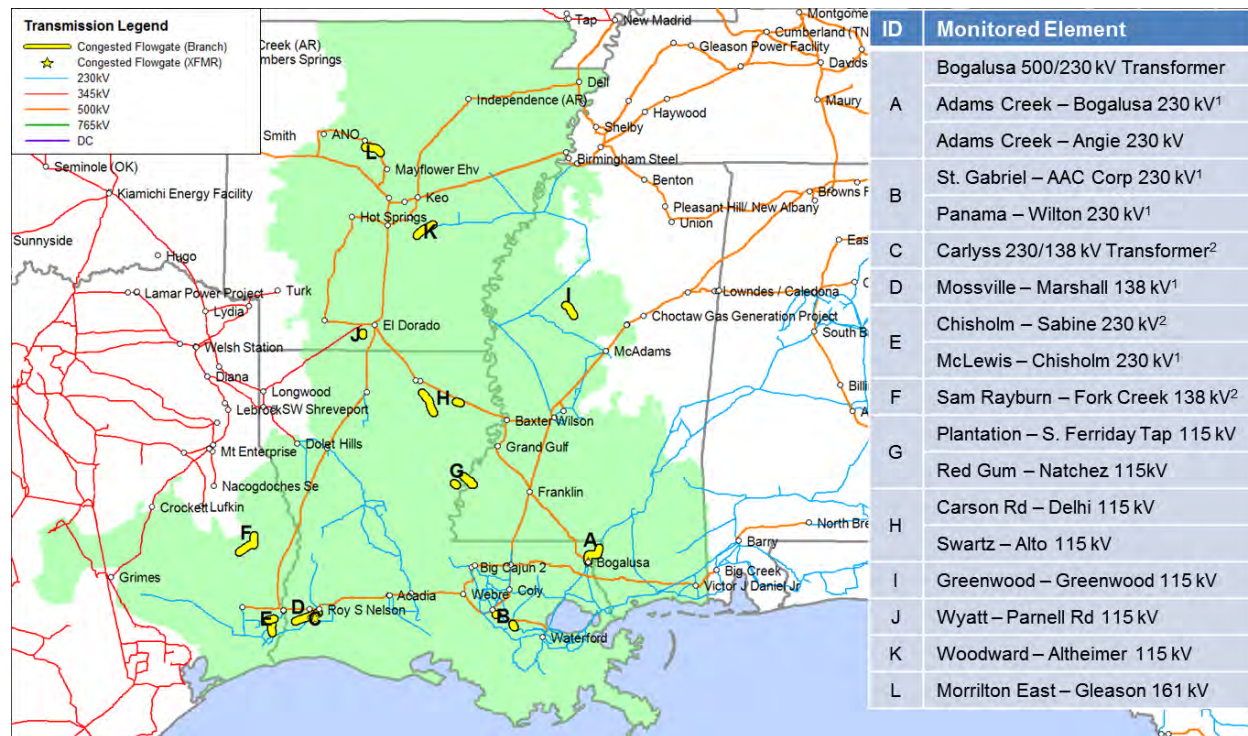 Transmission Legend
Congested Flowgate (Branch)
Congested Flowgate (XFMR)
230kV
345kV
500kV
765kV
DC
Creek (AR)
mbers Springs
Smith
ANO
L
Mayflower Ehv
Independence (AR)
Dell
Tap
New Madrid
Montgome
Cumberland (TN
Gleason Power Facility
Davids
Maury
Haywood
Shelby
Birmingham Steel
Benton
Browns F
Pleasant Hill/ New Albany
Union
Eas
Seminole (OK)
Kiamichi Energy Facility
Keo
Hot Springs
K
Sunnyside
Hugo
Lamar Power Project
Turk
Lydia
I
Lowndes / Caledonia
C
Choctaw Gas Generation Project
South B
El Dorado
J
McAdams
Welsh Station
Diana
Longwood
Lebrock
SW Shreveport
H
Billi
A
Baxter Wilson
Grand Gulf
Dolet Hills
Mt Enterprise
Nacogdoches Se
G
Crockett
Lufkin
Franklin
F
North Bre
A
Barry
Bogalusa
Grimes
Big Cajun 2
Big Creek
Victor J Daniel Jr
Acadia
Webre
Coly
D
Roy S Nelson
E
C
B
Waterford
ID Monitored Element
A
Bogalusa 500/230 kV Transformer
Adams Creek – Bogalusa 230 kV¹
Adams Creek – Angie 230 kV
B
St. Gabriel – AAC Corp 230 kV¹
Panama – Wilton 230 kV¹
C Carlyss 230/138 kV Transformer²
D Mossville – Marshall 138 kV¹
E
Chisholm – Sabine 230 kV²
McLewis – Chisholm 230 kV¹
F Sam Rayburn – Fork Creek 138 kV²
G
Plantation – S. Ferriday Tap 115 kV
Red Gum – Natchez 115kV
H
Carson Rd – Delhi 115 kV
Swartz – Alto 115 kV
I Greenwood – Greenwood 115 kV
J Wyatt – Parnell Rd 115 kV
K Woodward – Altheimer 115 kV
L Morrilton East – Gleason 161 kV